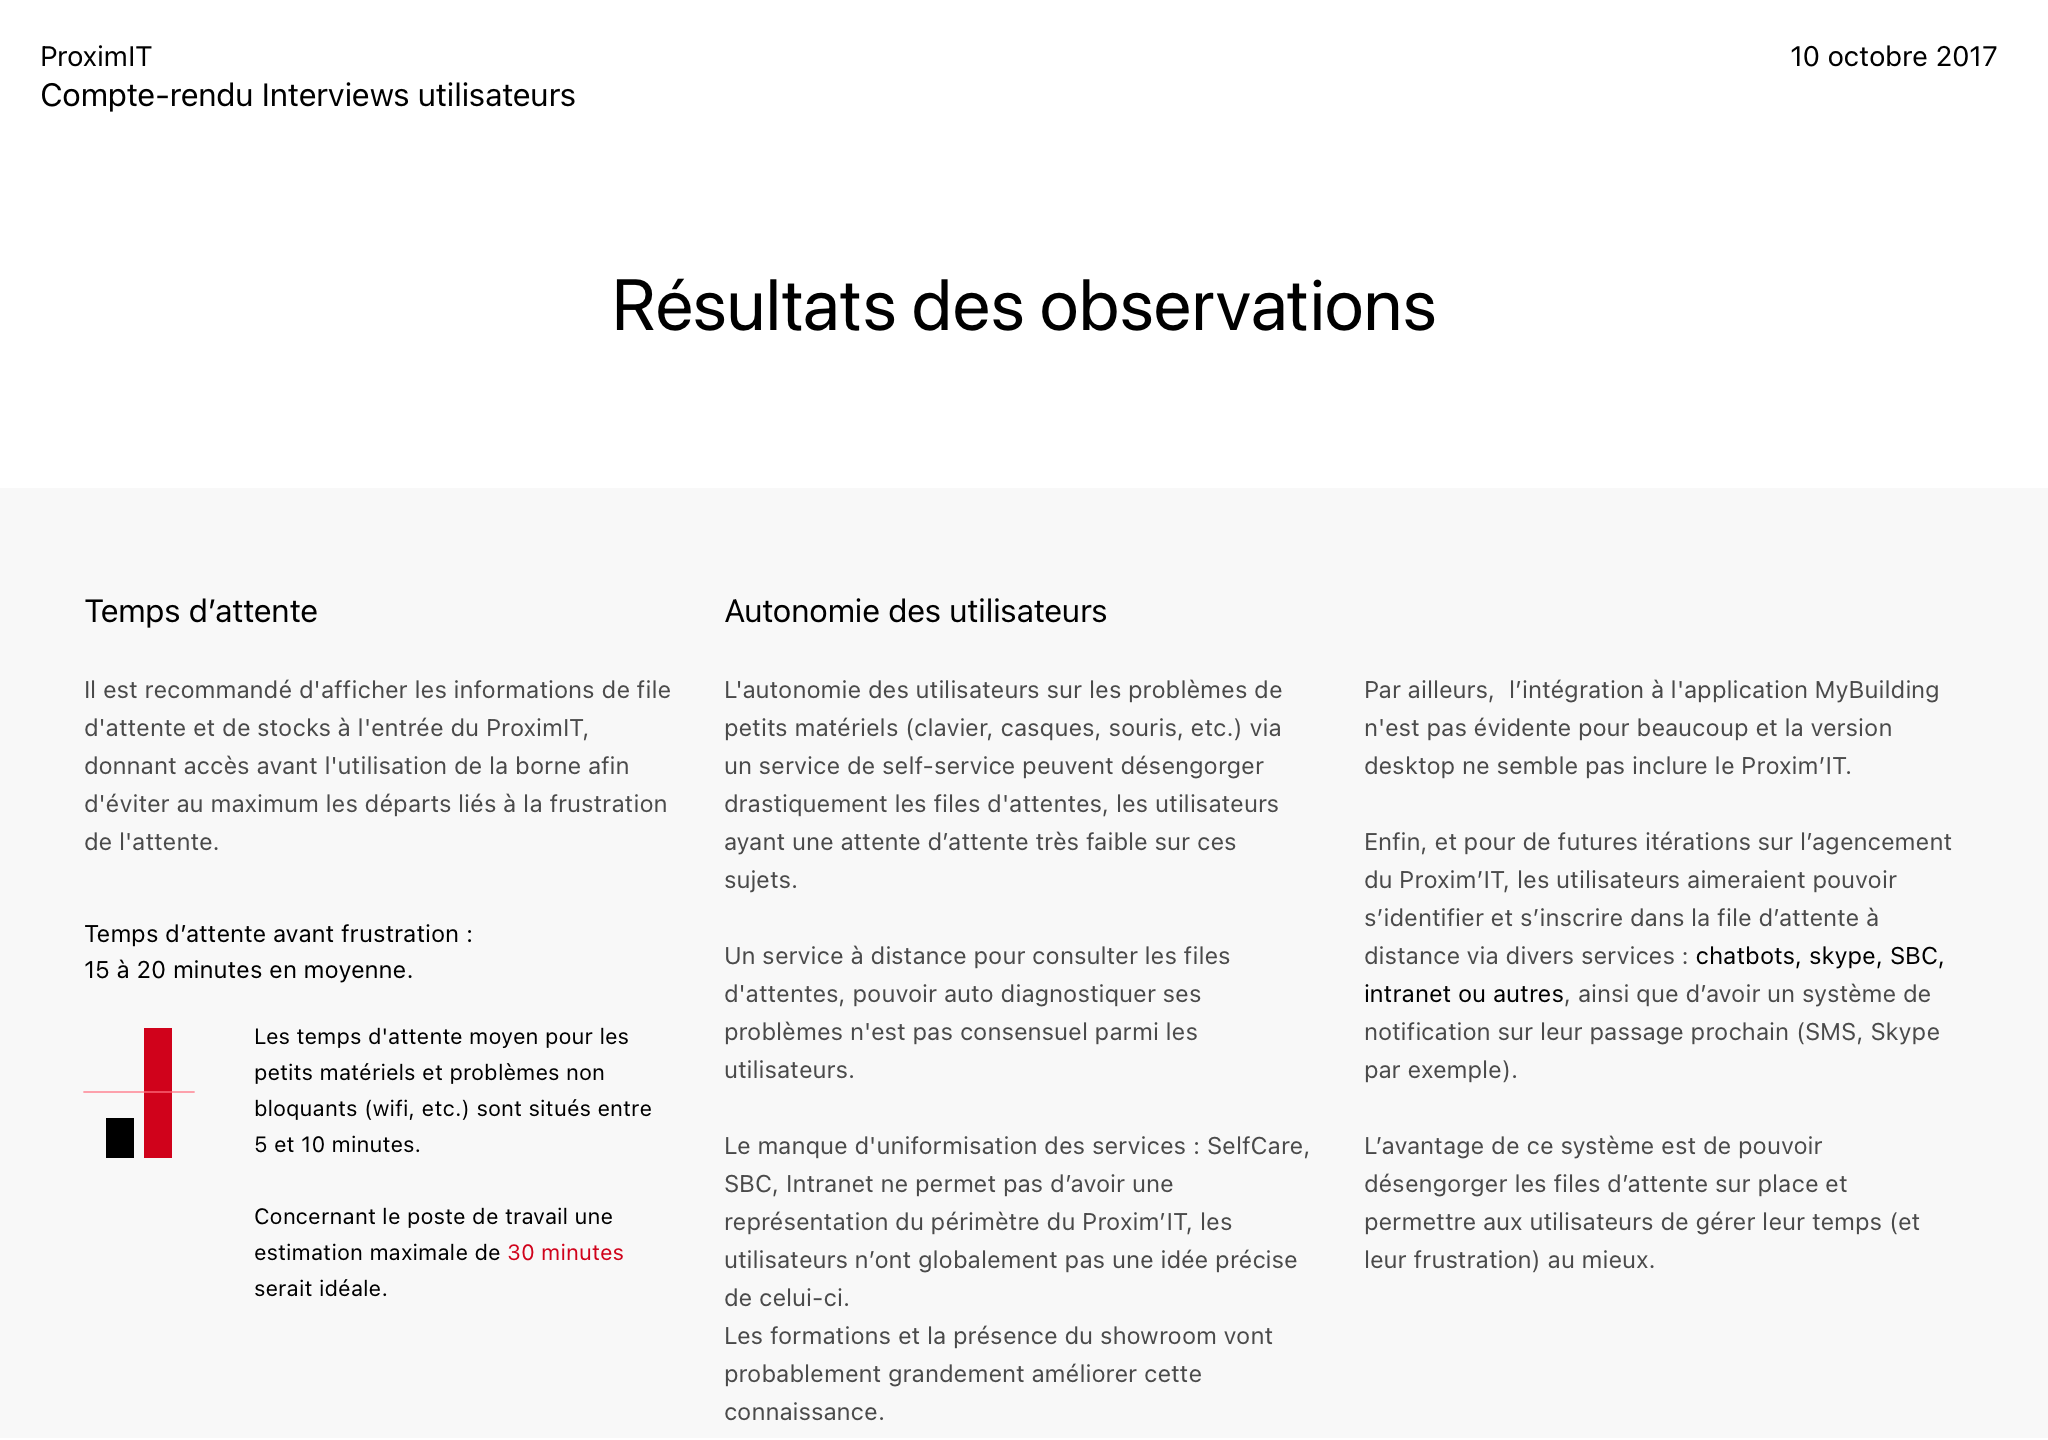 ProximIT
Compte-rendu Interviews utilisateurs
10 octobre 2017
Résultats des observations
Temps d’attente
Il est recommandé d'afficher les informations de file
d'attente et de stocks à l'entrée du ProximIT,
donnant accès avant l'utilisation de la borne afin
d'éviter au maximum les départs liés à la frustration
de l'attente.
Temps d’attente avant frustration :
15 à 20 minutes en moyenne.
Les temps d'attente moyen pour les
petits matériels et problèmes non
bloquants (wifi, etc.) sont situés entre
5 et 10 minutes.
Concernant le poste de travail une
estimation maximale de 30 minutes
serait idéale.
Autonomie des utilisateurs
L'autonomie des utilisateurs sur les problèmes de
petits matériels (clavier, casques, souris, etc.) via
un service de self-service peuvent désengorger
drastiquement les files d'attentes, les utilisateurs
ayant une attente d’attente très faible sur ces
sujets.
Un service à distance pour consulter les files
d'attentes, pouvoir auto diagnostiquer ses
problèmes n'est pas consensuel parmi les
utilisateurs.
Le manque d'uniformisation des services : SelfCare,
SBC, Intranet ne permet pas d’avoir une
représentation du périmètre du Proxim’IT, les
utilisateurs n’ont globalement pas une idée précise
de celui-ci.
Les formations et la présence du showroom vont
probablement grandement améliorer cette
connaissance.
Par ailleurs,  l’intégration à l'application MyBuilding
n'est pas évidente pour beaucoup et la version
desktop ne semble pas inclure le Proxim’IT.
Enfin, et pour de futures itérations sur l’agencement
du Proxim’IT, les utilisateurs aimeraient pouvoir
s’identifier et s’inscrire dans la file d’attente à
distance via divers services : chatbots, skype, SBC,
intranet ou autres, ainsi que d’avoir un système de
notification sur leur passage prochain (SMS, Skype
par exemple).
L’avantage de ce système est de pouvoir
désengorger les files d’attente sur place et
permettre aux utilisateurs de gérer leur temps (et
leur frustration) au mieux.